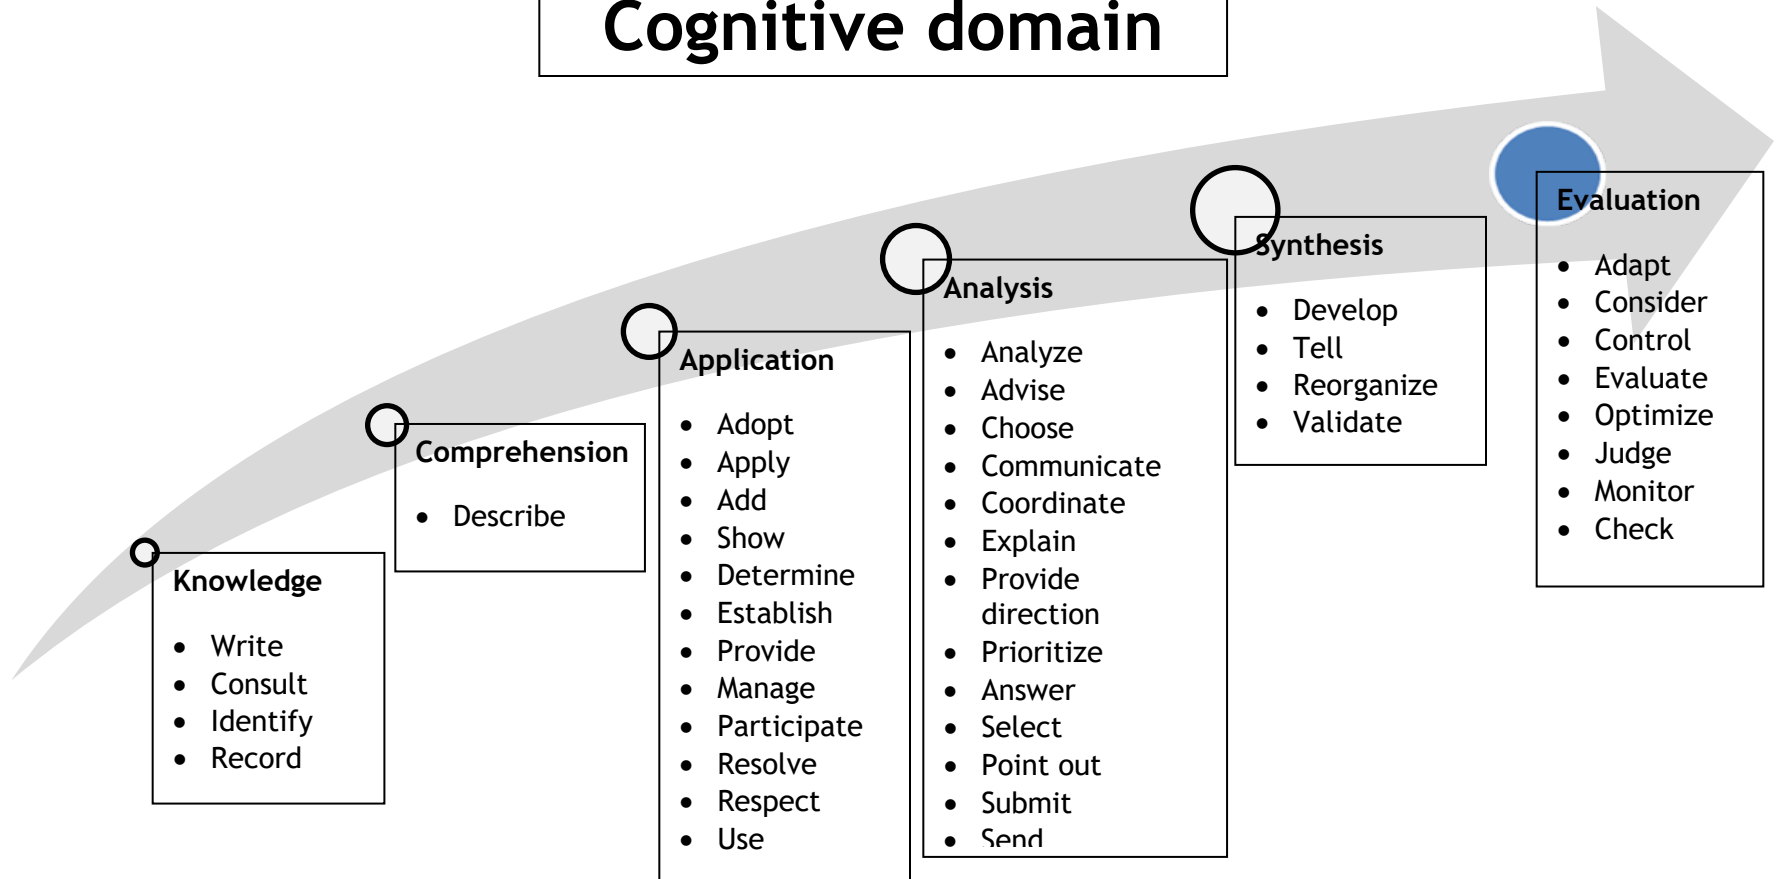 Cognitive domain
Knowledge
• Write
• Consult
• Identify
• Record
Comprehension
• Describe
Application
• Adopt
• Apply
• Add
• Show
• Determine
• Establish
• Provide
• Manage
• Participate
• Resolve
• Respect
• Use
Analysis
• Analyze
• Advise
• Choose
• Communicate
• Coordinate
• Explain
• Provide
direction
• Prioritize
• Answer
• Select
• Point out
• Submit
• Send
Synthesis
• Develop
• Tell
• Reorganize
• Validate
Evaluation
• Adapt
• Consider
• Control
• Evaluate
• Optimize
• Judge
• Monitor
• Check